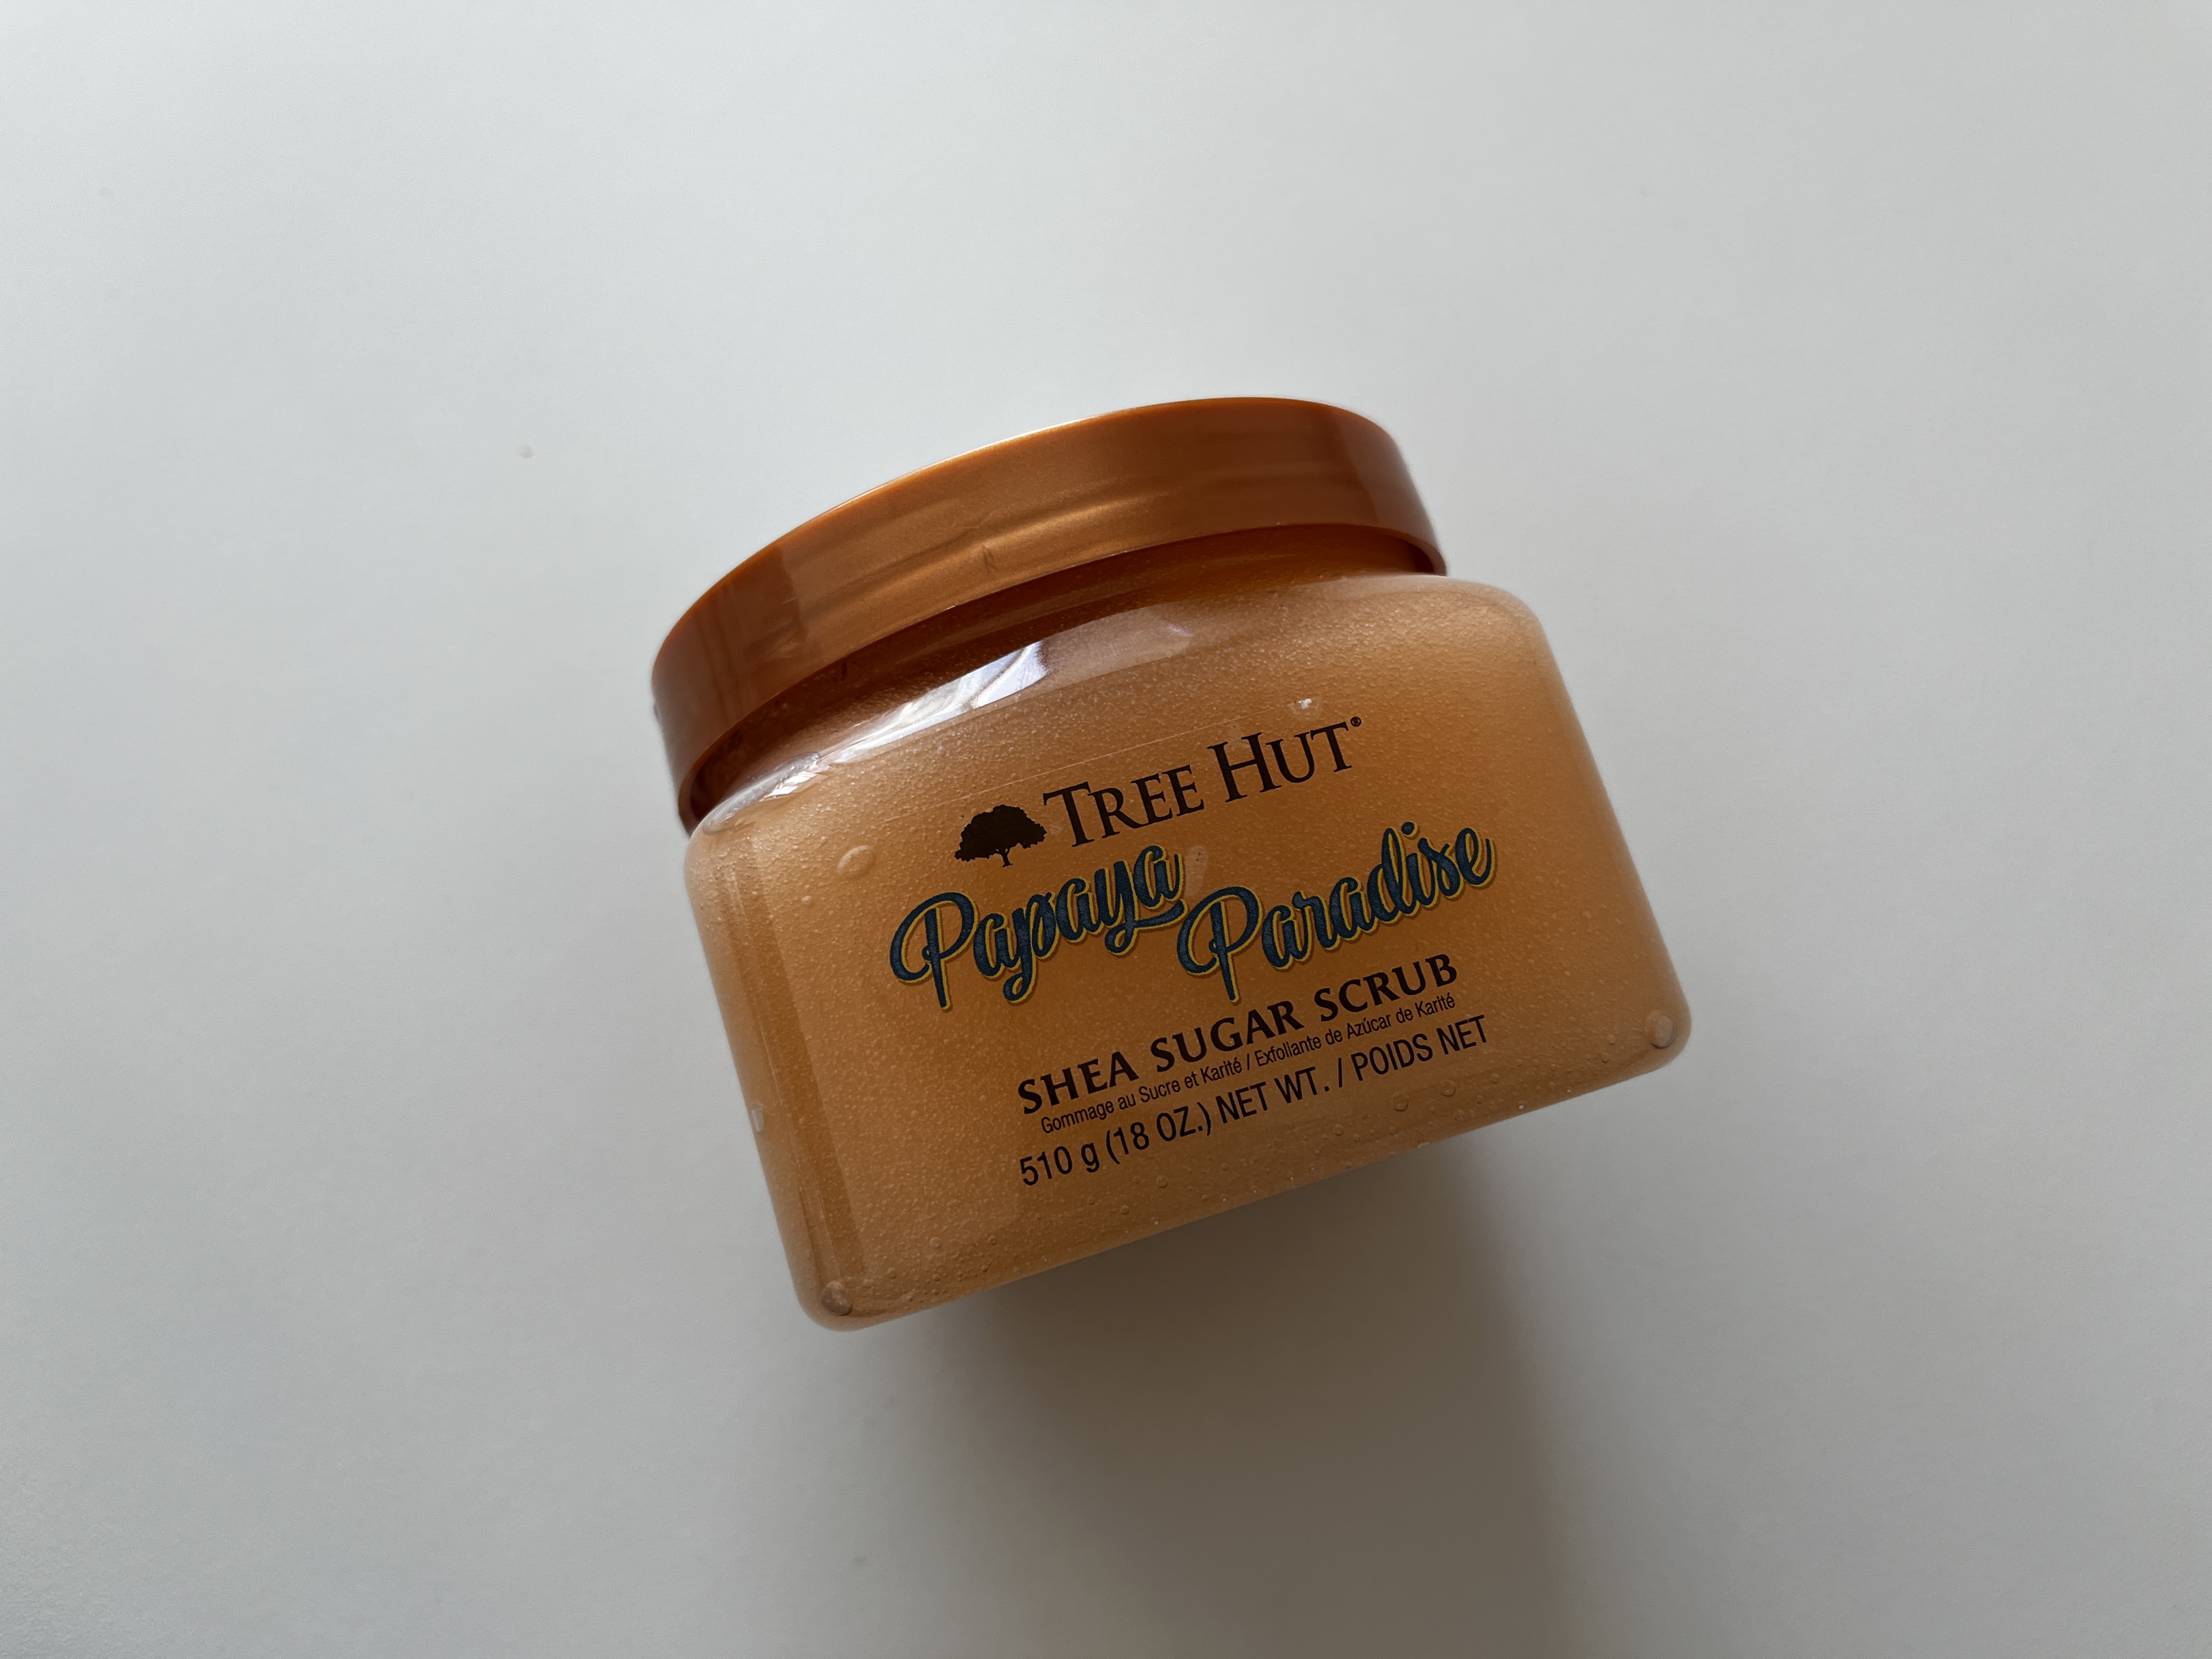 TREE HUT®
Papaya
Paradise
SHEA SUGAR SCRUB
Gommage au Sucre et Karité / Exfoliante de Azúcar de Karité
510 g (18 OZ.) NET WT. / POIDS NET